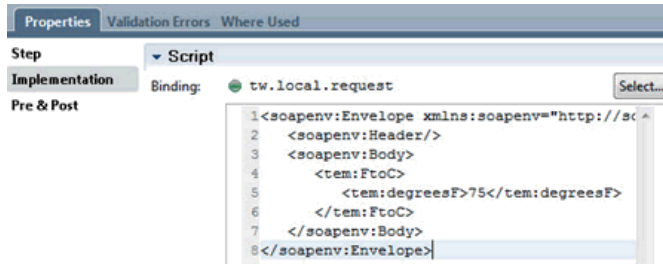 Properties Validation Errors Where Used
Step
Implementation
Pre & Post
Script
Binding: tw.local.request Select...
1<soapenv:Envelope xmlns:soapenv="http://so
2 <soapenv:Header/>
3 <soapenv:Body>
4 <tem:FtoC>
5 <tem:degreesF>75</tem:degreesF>
6 </tem:FtoC>
7 </soapenv:Body>
8</soapenv:Envelope>